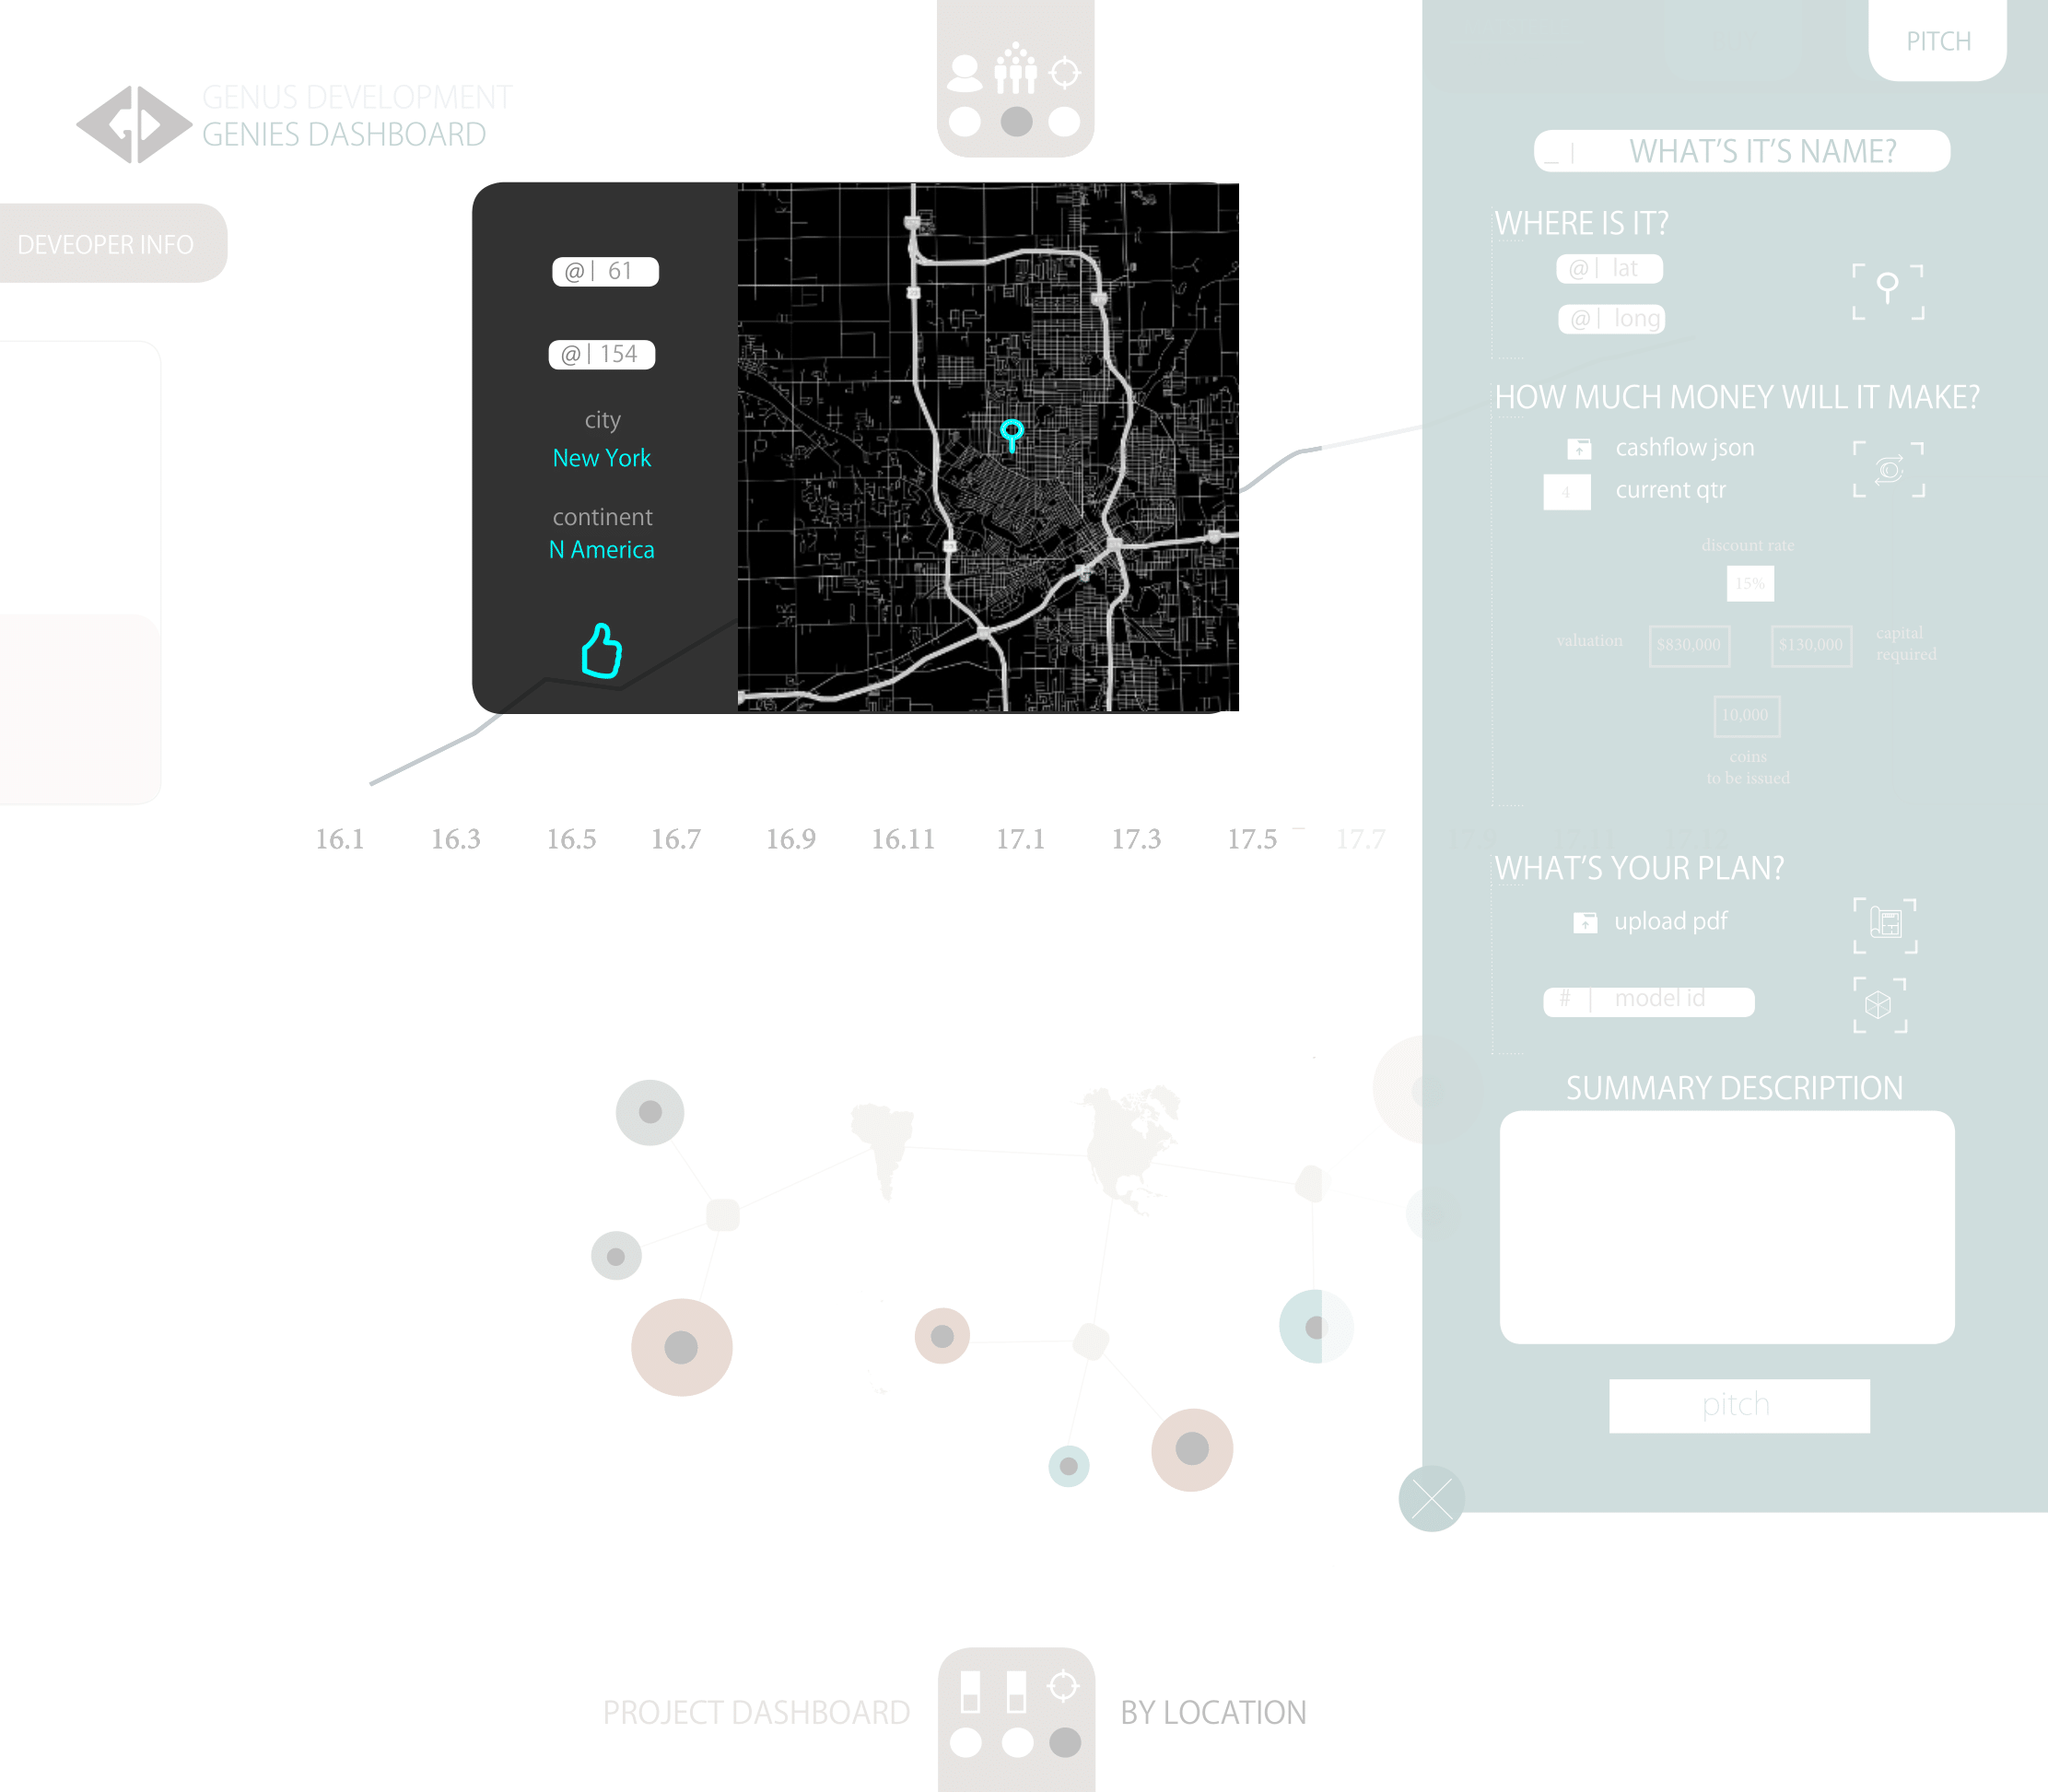 GENUS DEVELOPMENT
GENIES DASHBOARD
DEVEOPER INFO
@| 61
@| 154
city
New York
continent
N America
16.1 16.3 16.5 16.7 16.9 16.11 17.1 17.3 17.5 17.7
PROJECT DASHBOARD
BY LOCATION
BUY
PITCH
_ | WHAT'S IT'S NAME?
WHERE IS IT?
@| lat
@| long
HOW MUCH MONEY WILL IT MAKE?
cashflow json
4 current qtr
discount rate
15%
valuation $830,000 $130,000 capital
required
10,000
coins
to be issued
WHAT'S YOUR PLAN?
upload pdf
# | model id
SUMMARY DESCRIPTION
pitch